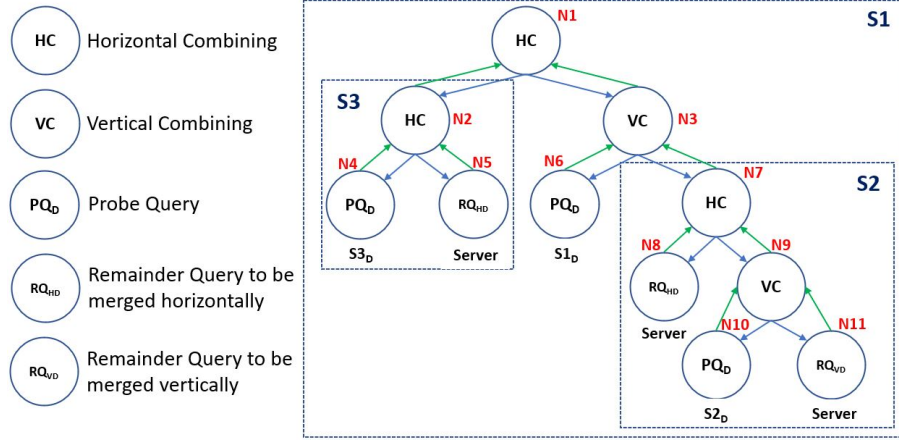 HC Horizontal Combining
VC Vertical Combining
PQD Probe Query
RQHD Remainder Query to be
merged horizontally
RQVD Remainder Query to be
merged vertically
S1
N1
HC
S3
HC
N2
VC
N3
N4
N5
PQD
RQHD
S3D
Server
N6
PQD
S1D
N7
S2
HC
N8
N9
RQHD
Server
VC
N10
N11
PQD
RQVD
S2D
Server